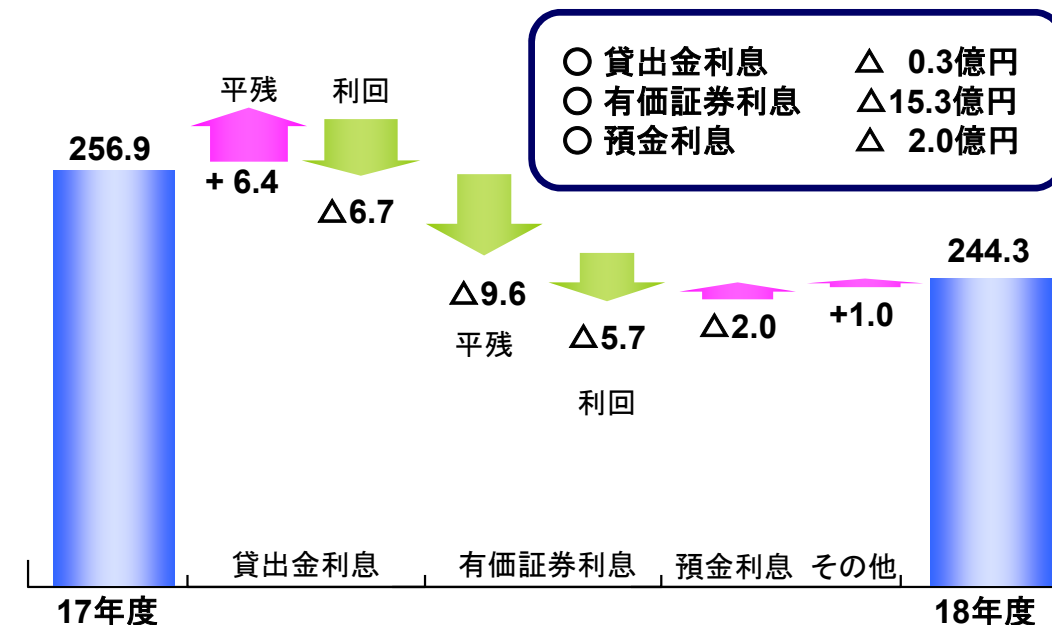 ○ 貸出金利息 △ 0.3億円
○ 有価証券利息 △15.3億円
○ 預金利息 △ 2.0億円
平残 利回
256.9
+ 6.4
△6.7
244.3
△9.6
平残
△5.7
利回
△2.0
+1.0
貸出金利息 有価証券利息 預金利息 その他
17年度 18年度